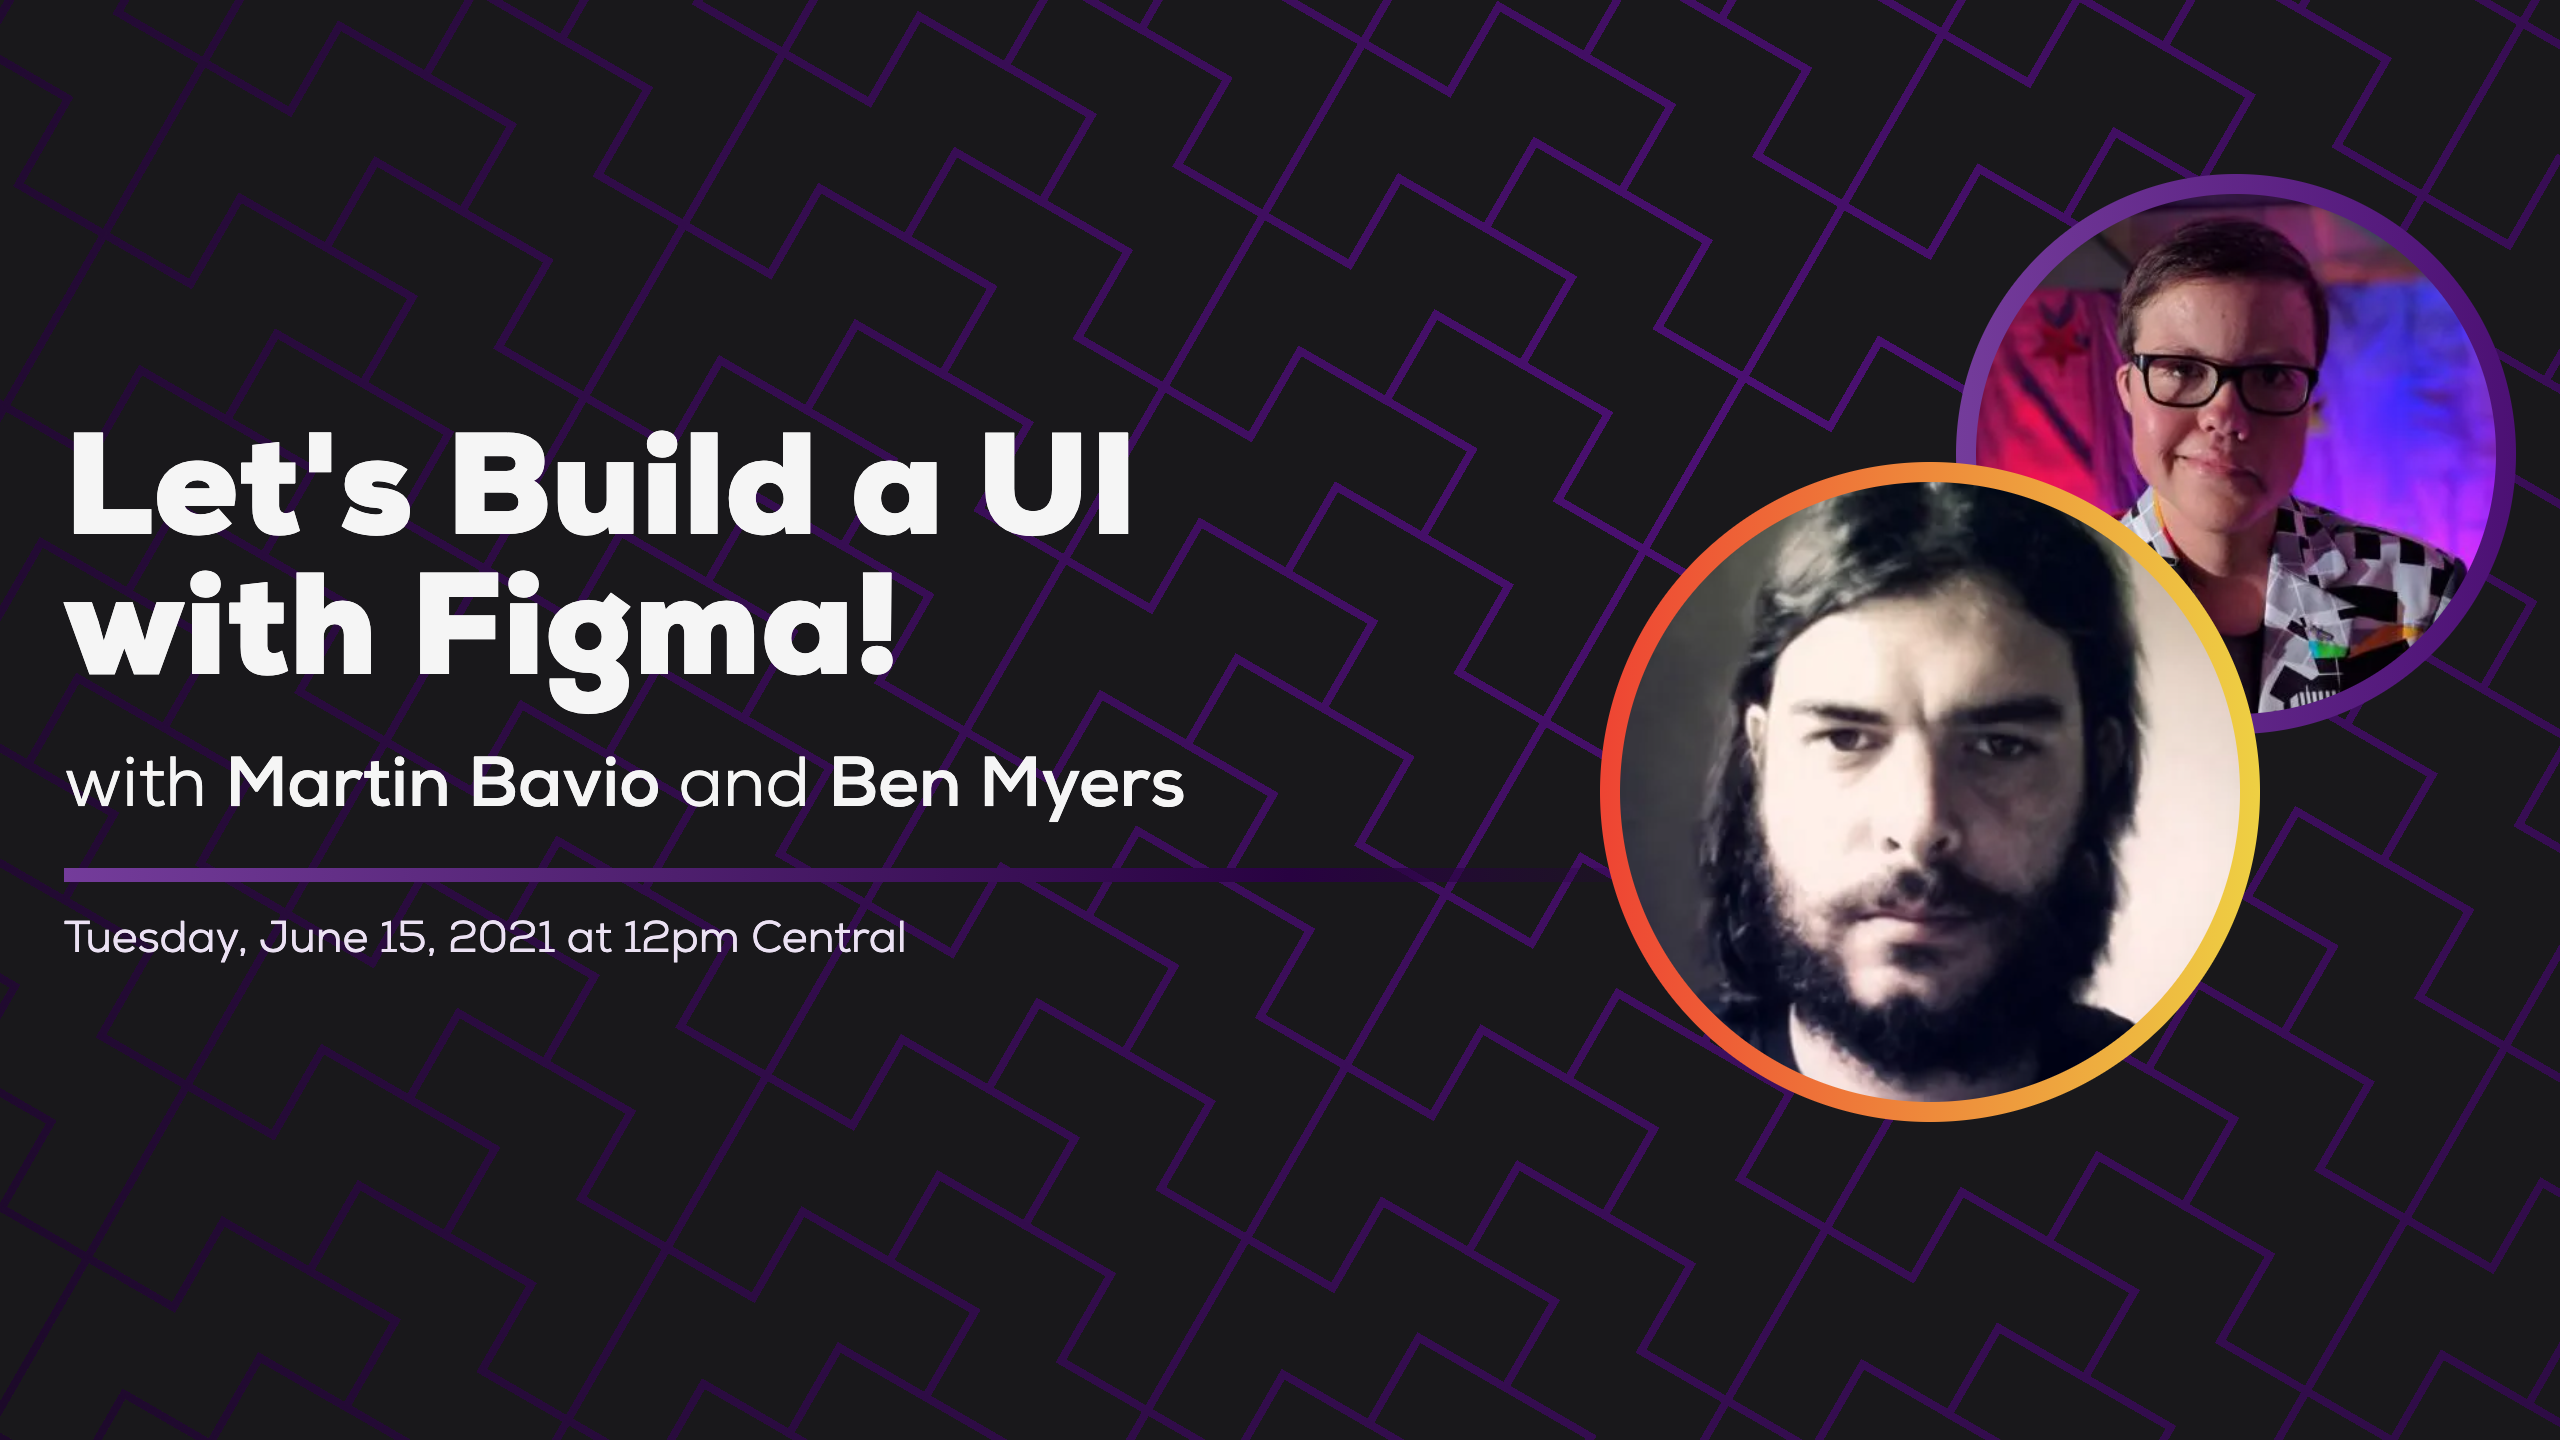 Let's Build a UI
with Figma!
with Martin Bavio and Ben Myers
Tuesday, June 15, 2021 at 12pm Central